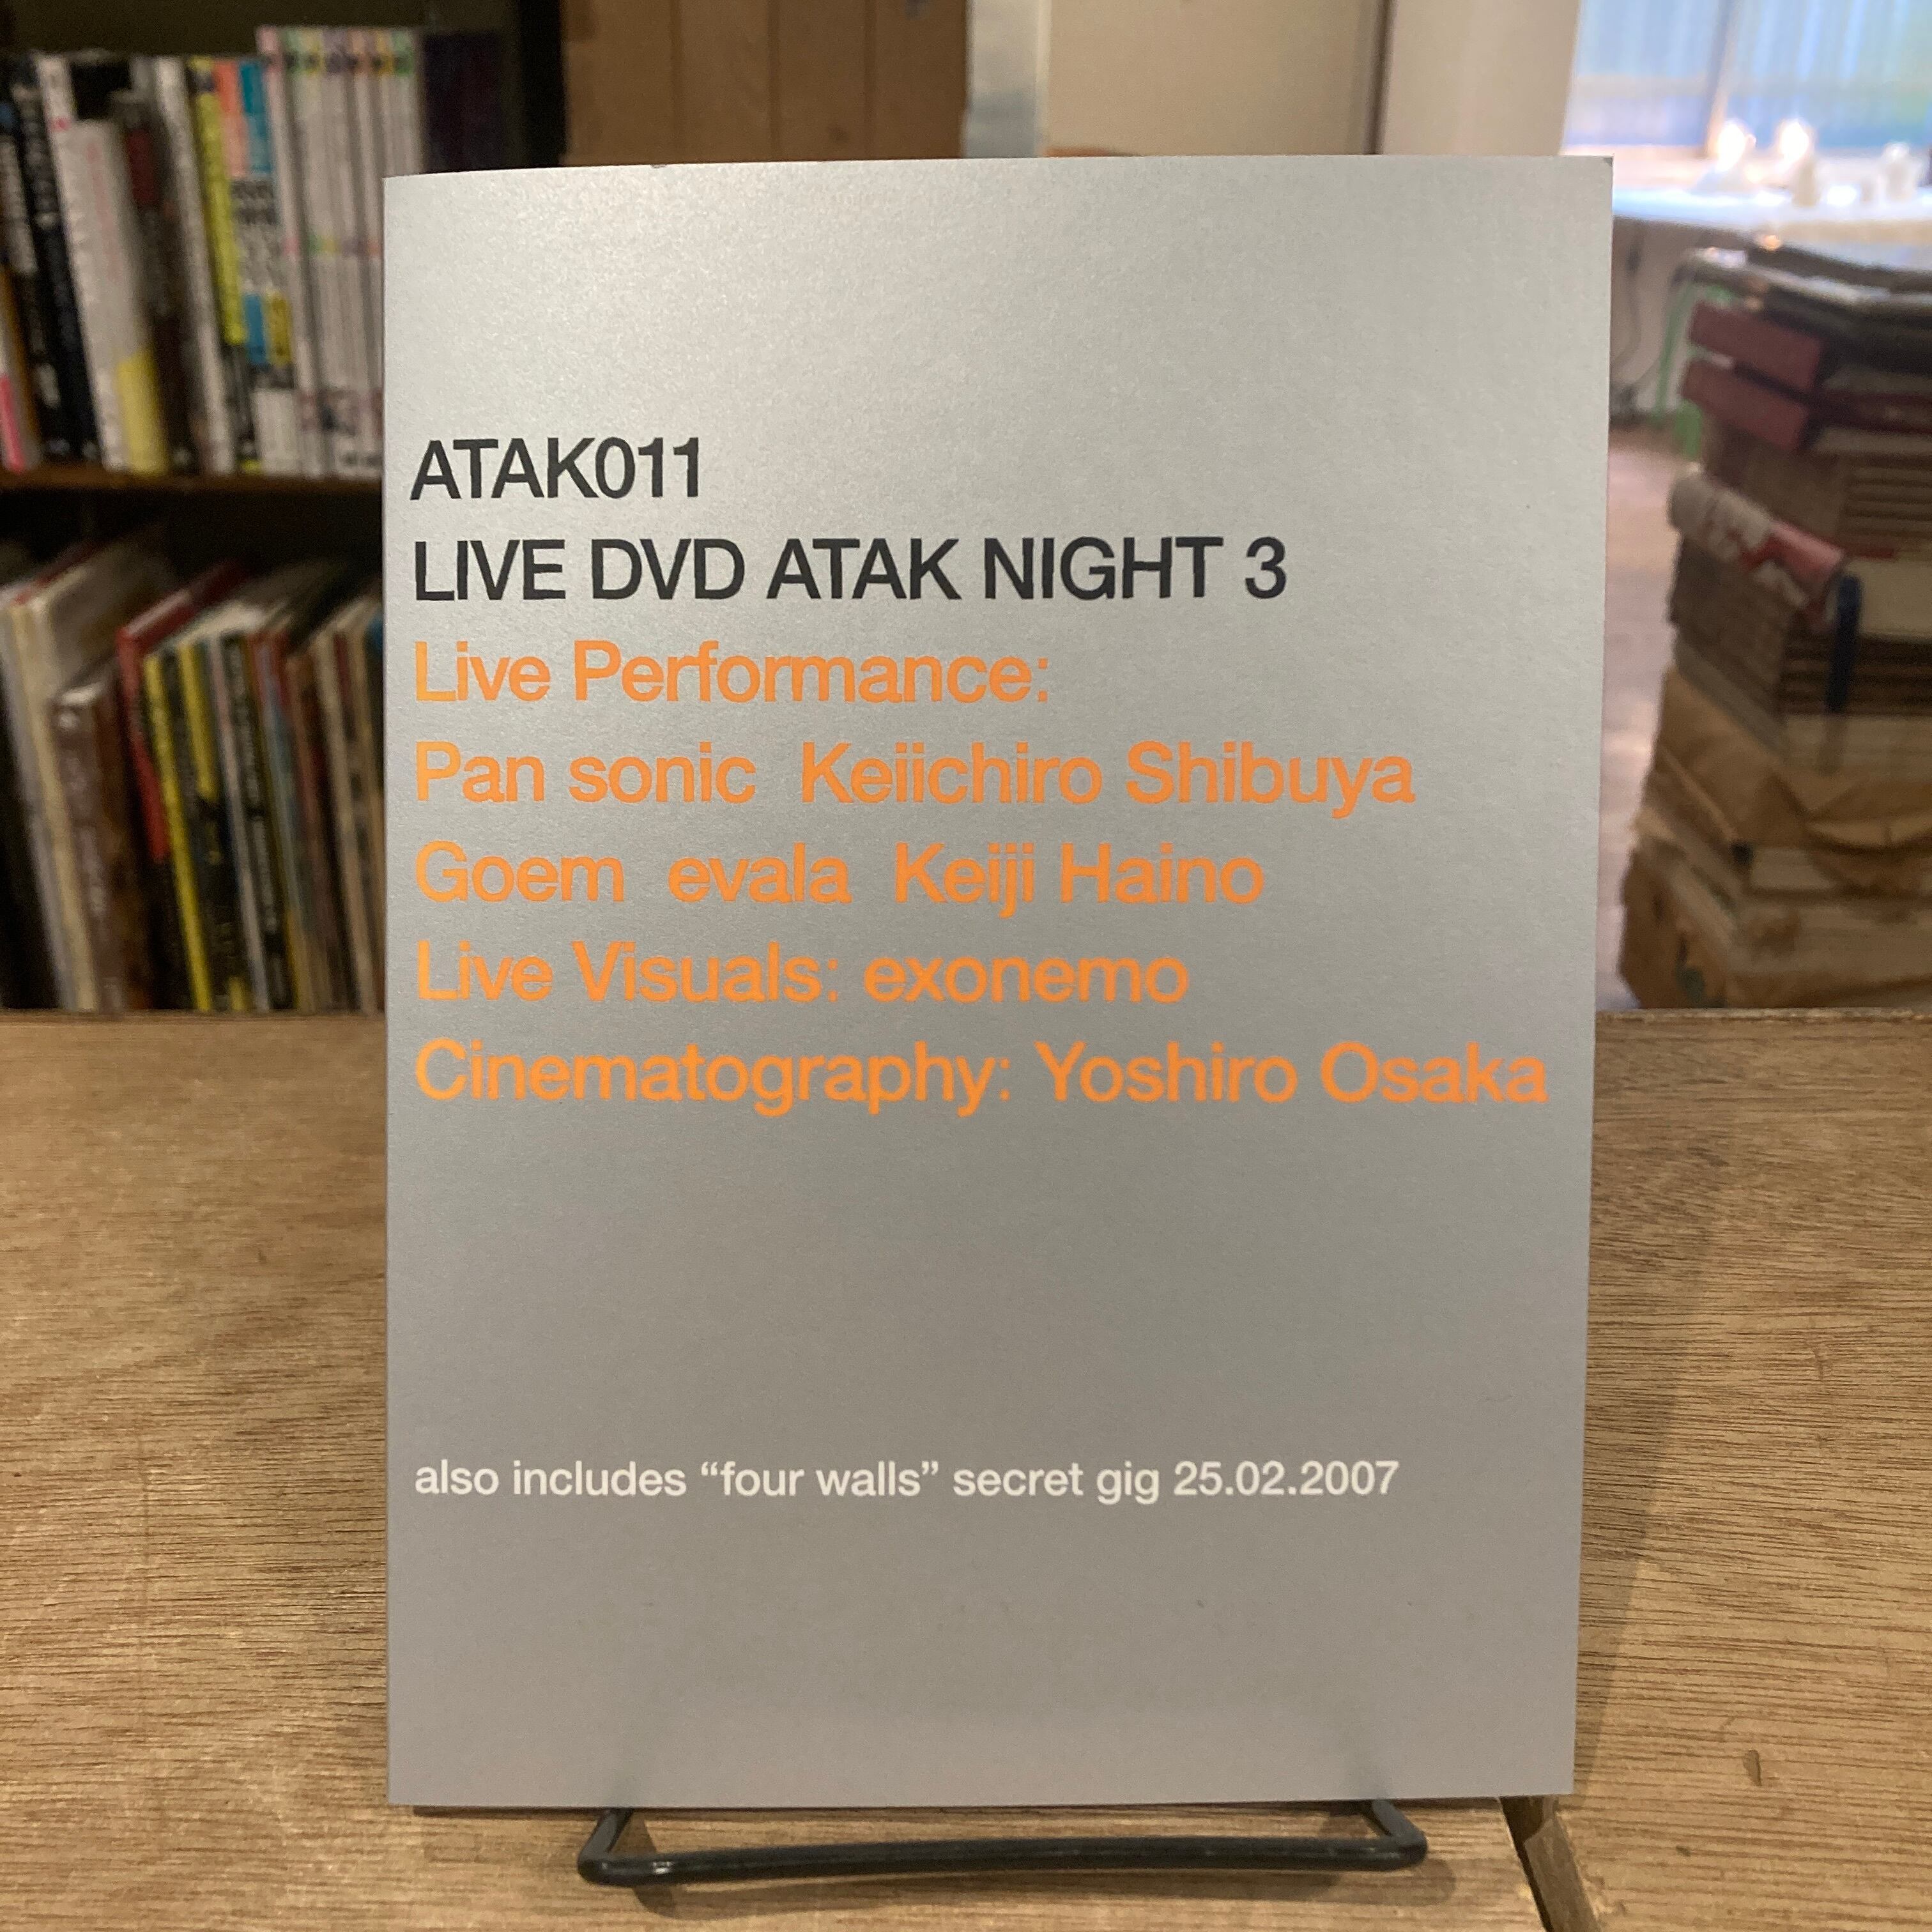 ATAK011
LIVE DVD ATAK NIGHT 3
Live Performance:
Pan sonic  Keiichiro Shibuya
Goem  evala  Keiji Haino
Live Visuals: exonemo
Cinematography: Yoshiro Osaka
also includes “four walls” secret gig 25.02.2007